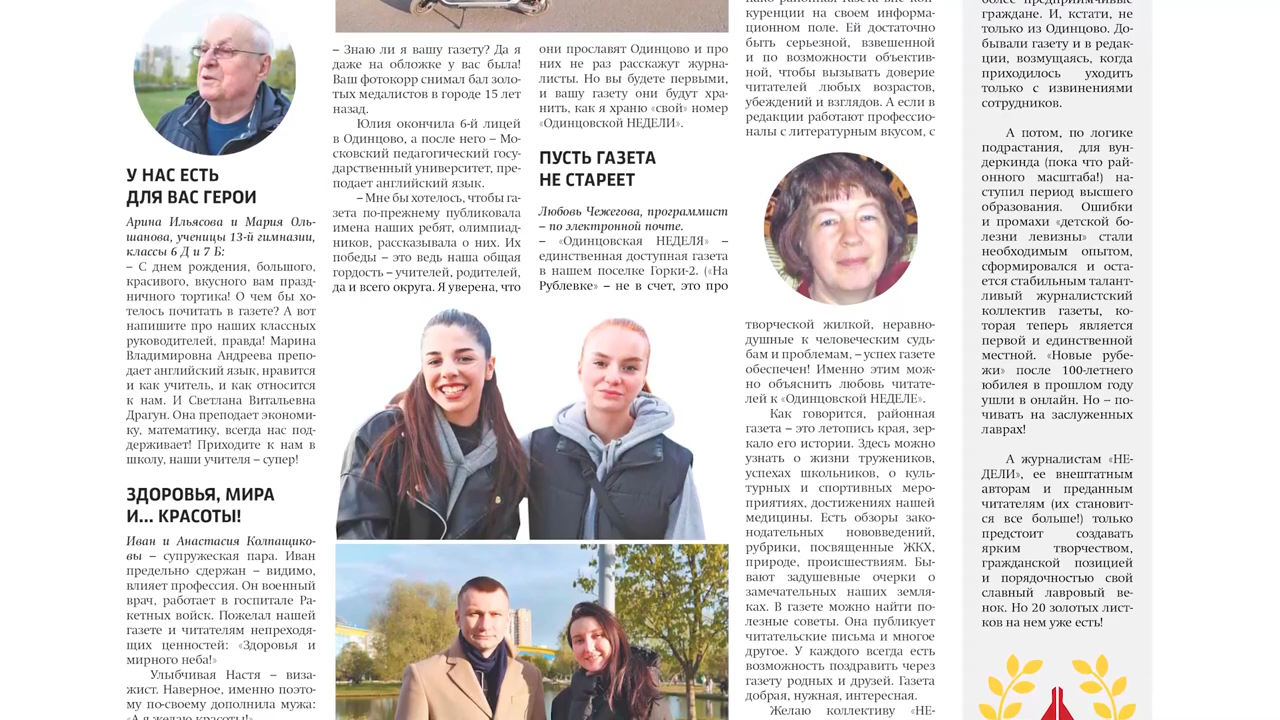 У НАС ЕСТЬ
ДЛЯ ВАС ГЕРОИ
Арина Ильясова и Мария Оль-
шанова, ученицы 13-й гимназии,
классы 6 Д и 7 Б:
– С днем рождения, большого,
красивого, вкусного вам празд-
ничного тортика! О чем бы хо-
телось почитать в газете? А вот
напишите про наших классных
руководителей, правда! Марина
Владимировна Андреева препо-
дает английский язык, нравится
и как учитель, и как относится
к нам. И Светлана Витальевна
Драгун. Она преподает экономи-
ку, математику, всегда нас под-
держивает! Приходите к нам в
школу, наши учителя – супер!
ЗДОРОВЬЯ, МИРА
И... КРАСОТЫ!
Иван и Анастасия Колпащико-
вы – супружеская пара. Иван
предельно сдержан – видимо,
влияет профессия. Он военный
врач, работает в госпитале Ра-
кетных войск. Пожелал нашей
газете и читателям непреходя-
щих ценностей: «Здоровья и
мирного неба!»
Улыбчивая Настя – виза-
жист. Наверное, именно поэто-
му по-своему дополнила мужа:
«А я желаю красоты!»
– Знаю ли я вашу газету? Да я
даже на обложке у вас была!
Ваш фотокорр снимал бал золо-
тых медалистов в городе 15 лет
назад.
Юлия окончила 6-й лицей
в Одинцово, а после него – Мо-
сковский педагогический госу-
дарственный университет, пре-
подает английский язык.
– Мне бы хотелось, чтобы га-
зета по-прежнему публиковала
имена наших ребят, олимпиад-
ников, рассказывала о них. Их
победы – это ведь наша общая
гордость – учителей, родителей,
да и всего округа. Я уверена, что
они прославят Одинцово и про
них не раз расскажут журна-
листы. Но вы будете первыми,
и вашу газету они будут хра-
нить, как я храню «свой» номер
«Одинцовской НЕДЕЛИ».
ПУСТЬ ГАЗЕТА
НЕ СТАРЕЕТ
Любовь Чежегова, программист
– по электронной почте.
– «Одинцовская НЕДЕЛЯ» –
единственная доступная газета
в нашем поселке Горки-2. («На
Рублевке» – не в счет, это про
куренции на своем информа-
ционном поле. Ей достаточно
быть серьезной, взвешенной
и по возможности объектив-
ной, чтобы вызывать доверие
читателей любых возрастов,
убеждений и взглядов. А если в
редакции работают профессио-
налы с литературным вкусом, с
творческой жилкой, неравно-
душные к человеческим судь-
бам и проблемам, – успех газете
обеспечен! Именно этим мож-
но объяснить любовь читате-
лей к «Одинцовской НЕДЕЛЕ».
Как говорится, районная
газета – это летопись края, зер-
кало его истории. Здесь можно
узнать о жизни тружеников,
успехах школьников, о куль-
турных и спортивных меро-
приятиях, достижениях нашей
медицины. Есть обзоры зако-
нодательных нововведений,
рубрики, посвященные ЖКХ,
природе, происшествиям. Бы-
вают задушевные очерки о
замечательных наших земля-
ках. В газете можно найти по-
лезные советы. Она публикует
читательские письма и многое
другое. У каждого всегда есть
возможность поздравить через
газету родных и друзей. Газета
добрая, нужная, интересная.
Желаю коллективу «НЕ-
более предприимчивые
граждане. И, кстати, не
только из Одинцово. До-
бывали газету и в редак-
ции, возмущаясь, когда
приходилось уходить
только с извинениями
сотрудников.
А потом, по логике
подрастания, для вун-
деркинда (пока что рай-
онного масштаба!) на-
ступил период высшего
образования. Ошибки
и промахи «детской бо-
лезни левизны» стали
необходимым опытом,
сформировался и оста-
ется стабильным талант-
ливый журналистский
коллектив газеты, ко-
торая теперь является
первой и единственной
местной. «Новые рубе-
жи» после 100-летнего
юбилея в прошлом году
ушли в онлайн. Но – по-
чивать на заслуженных
лаврах!
А журналистам «НЕ-
ДЕЛИ», ее внештатным
авторам и преданным
читателям (их становит-
ся все больше!) только
предстоит создавать
ярким творчеством,
гражданской позицией
и порядочностью свой
славный лавровый ве-
нок. Но 20 золотых лист-
ков на нем уже есть!